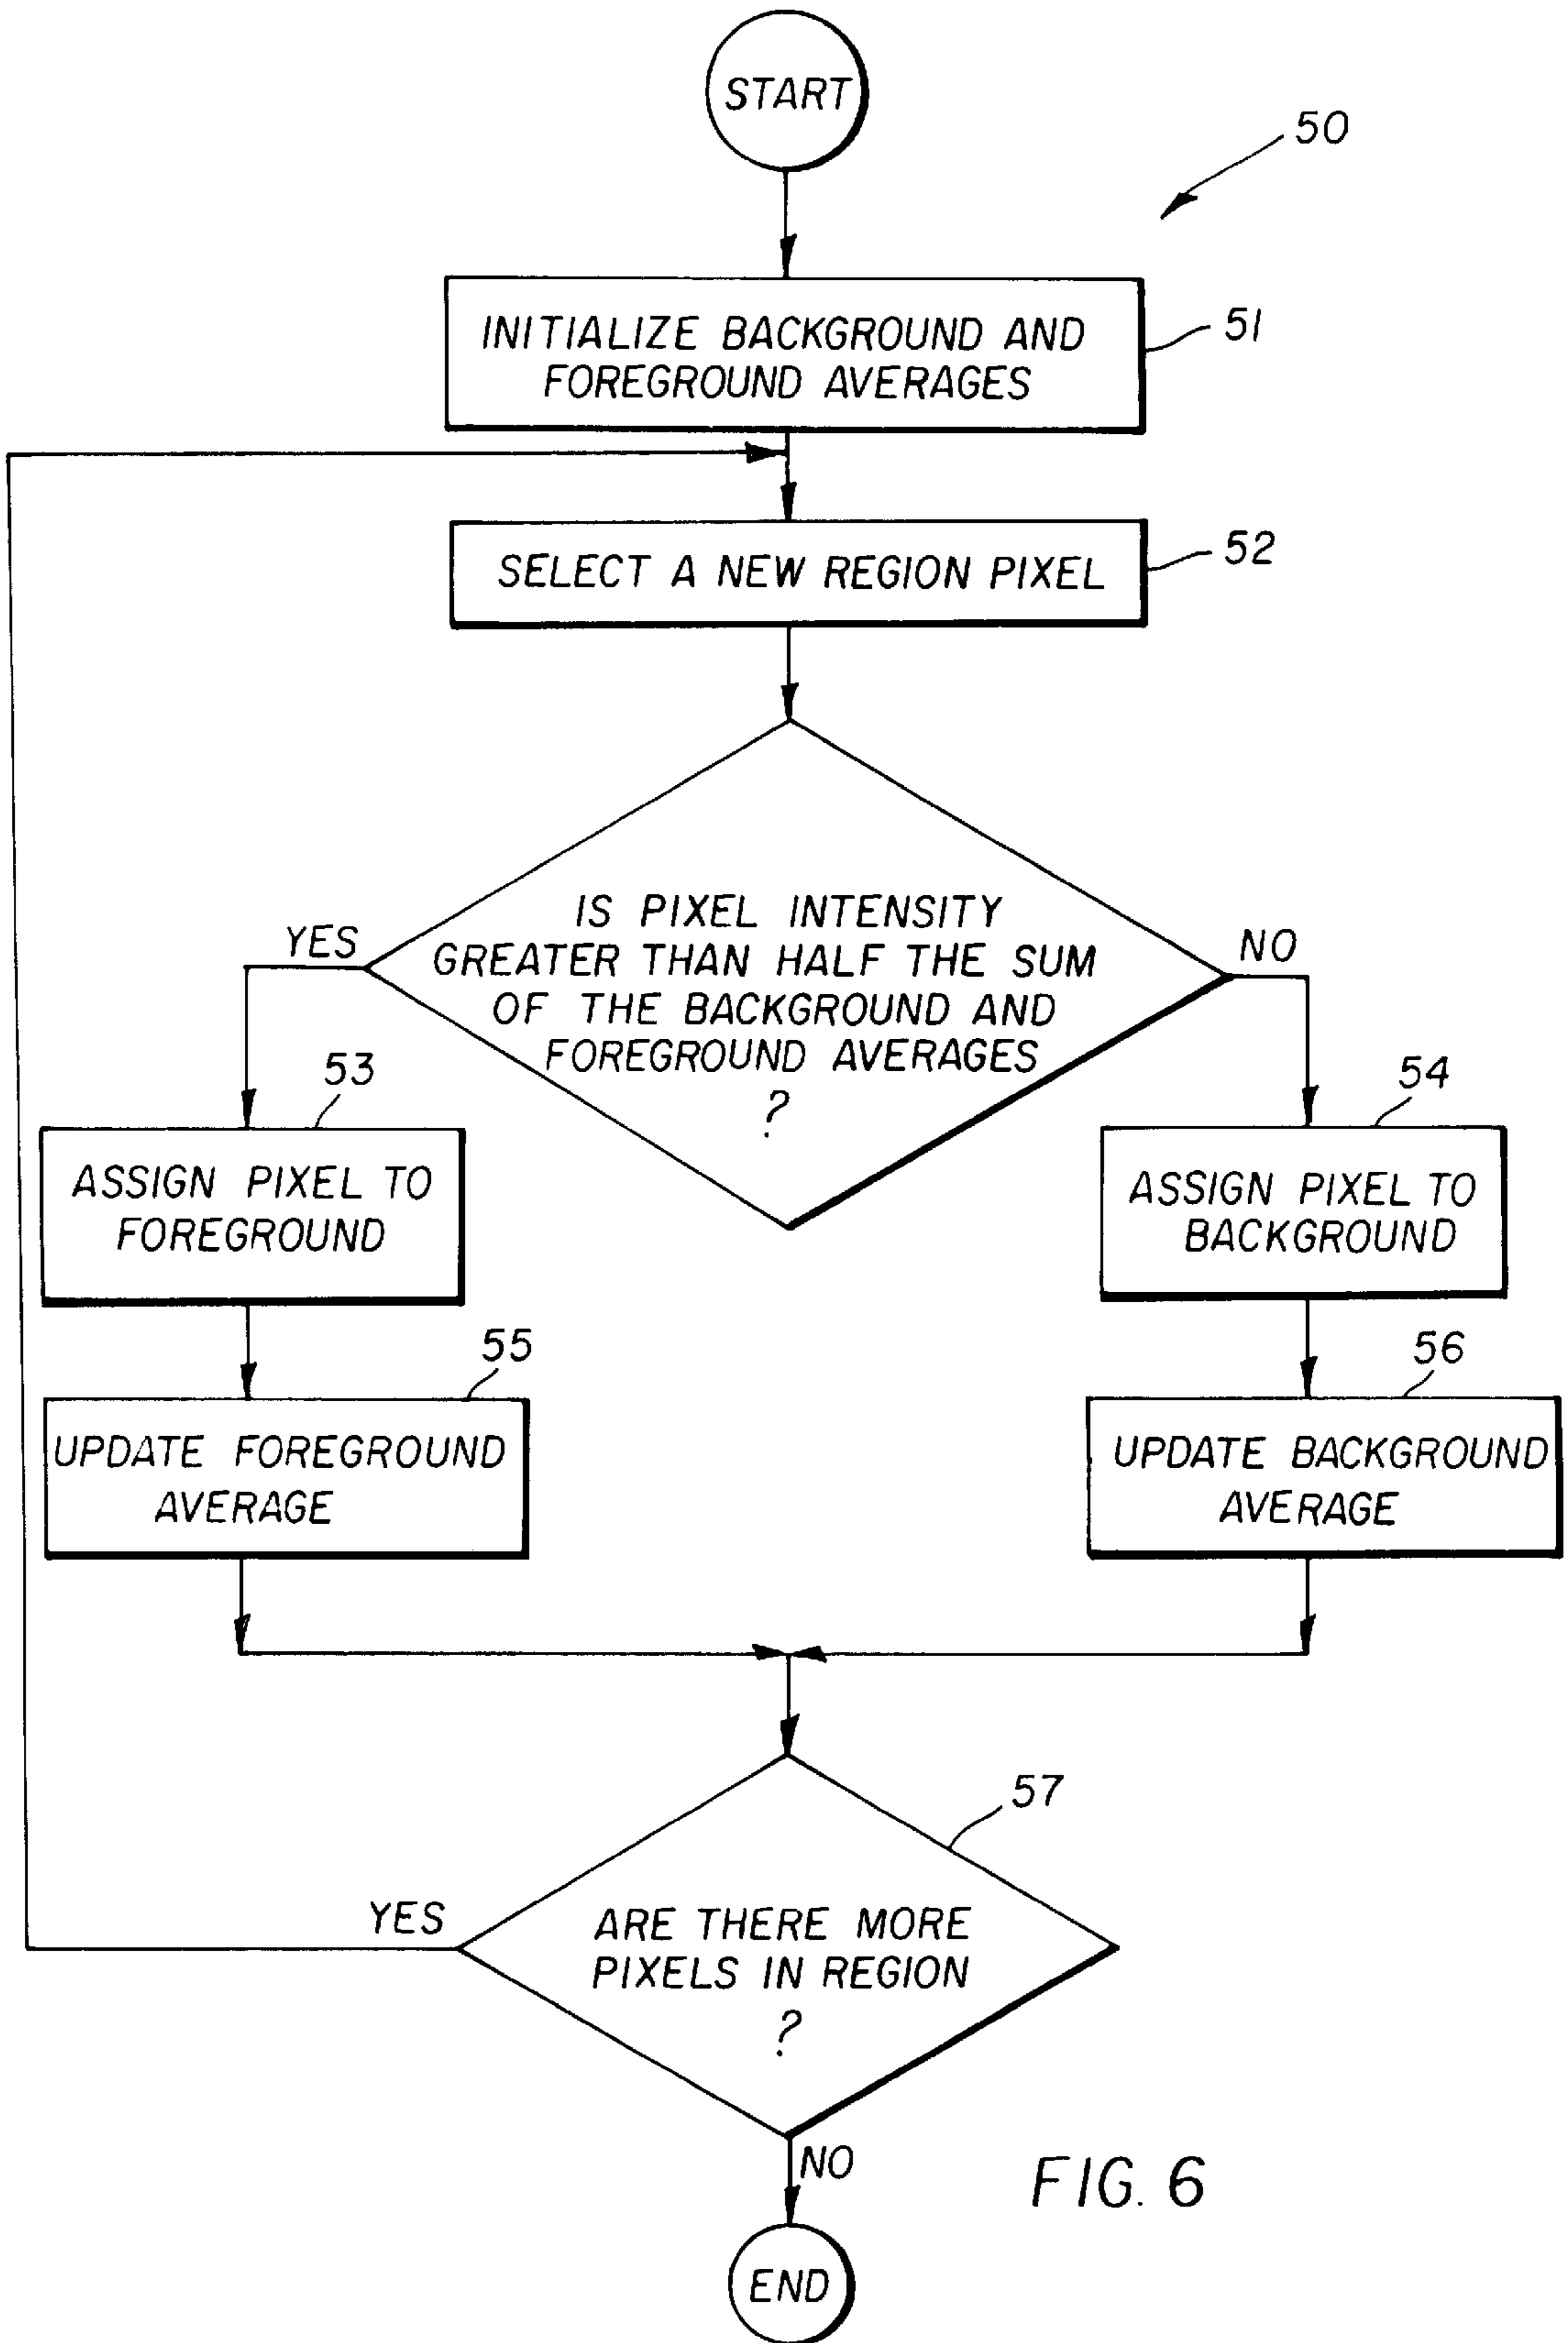 START
50
INITIALIZE BACKGROUND AND
FOREGROUND AVERAGES
51
SELECT A NEW REGION PIXEL
52
IS PIXEL INTENSITY
GREATER THAN HALF THE SUM
OF THE BACKGROUND AND
FOREGROUND AVERAGES
?
YES
NO
53
ASSIGN PIXEL TO
FOREGROUND
54
ASSIGN PIXEL TO
BACKGROUND
55
UPDATE FOREGROUND
AVERAGE
56
UPDATE BACKGROUND
AVERAGE
57
ARE THERE MORE
PIXELS IN REGION
?
YES
NO
FIG. 6
END